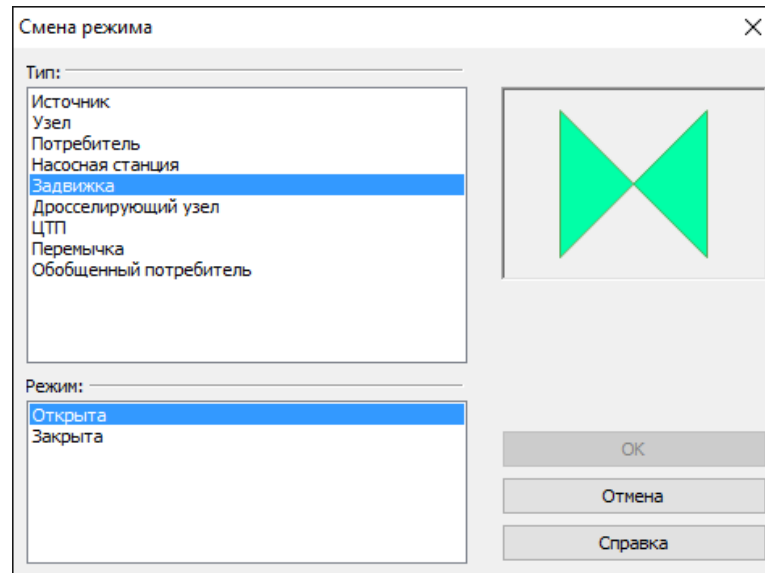 Смена режима
Тип:
Источник
Узел
Потребитель
Насосная станция
Задвижка
Дросселирующий узел
ЦТП
Перемычка
Обобщенный потребитель
Режим:
Открыта
Закрыта
OK
Отмена
Справка